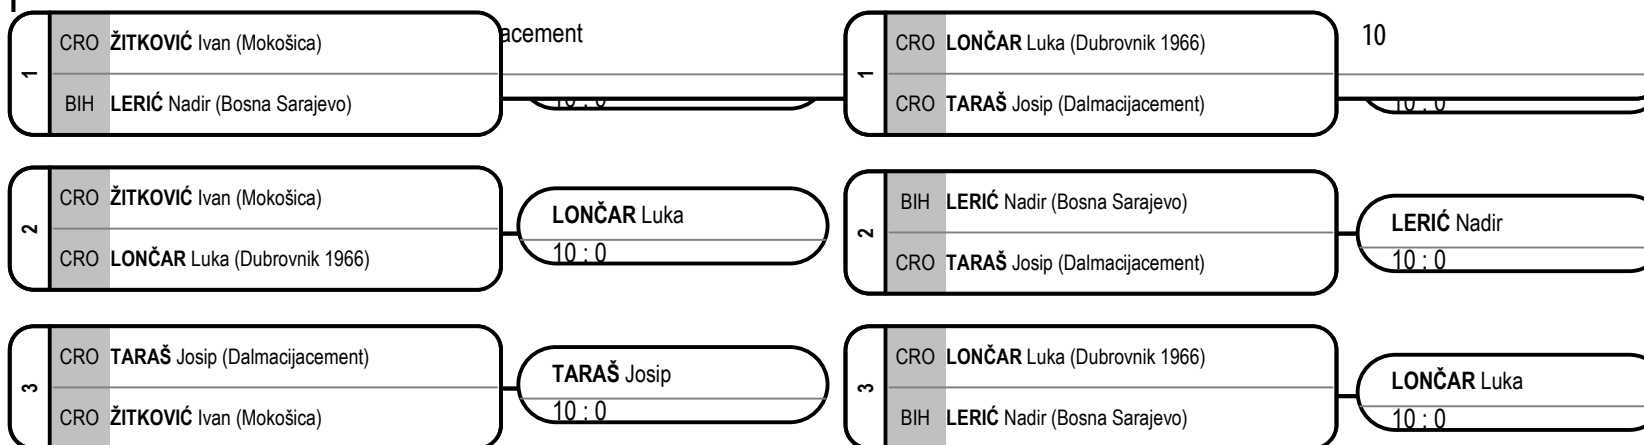 1
CRO ŽITKOVIĆ Ivan (Mokošica)
BIH LERIĆ Nadir (Bosna Sarajevo)
acement
10 : 0
1
CRO LONČAR Luka (Dubrovnik 1966)
CRO TARAŠ Josip (Dalmacijacement)
10
10 : 0
2
CRO ŽITKOVIĆ Ivan (Mokošica)
CRO LONČAR Luka (Dubrovnik 1966)
LONČAR Luka
10 : 0
2
BIH LERIĆ Nadir (Bosna Sarajevo)
CRO TARAŠ Josip (Dalmacijacement)
LERIĆ Nadir
10 : 0
3
CRO TARAŠ Josip (Dalmacijacement)
CRO ŽITKOVIĆ Ivan (Mokošica)
TARAŠ Josip
10 : 0
3
CRO LONČAR Luka (Dubrovnik 1966)
BIH LERIĆ Nadir (Bosna Sarajevo)
LONČAR Luka
10 : 0